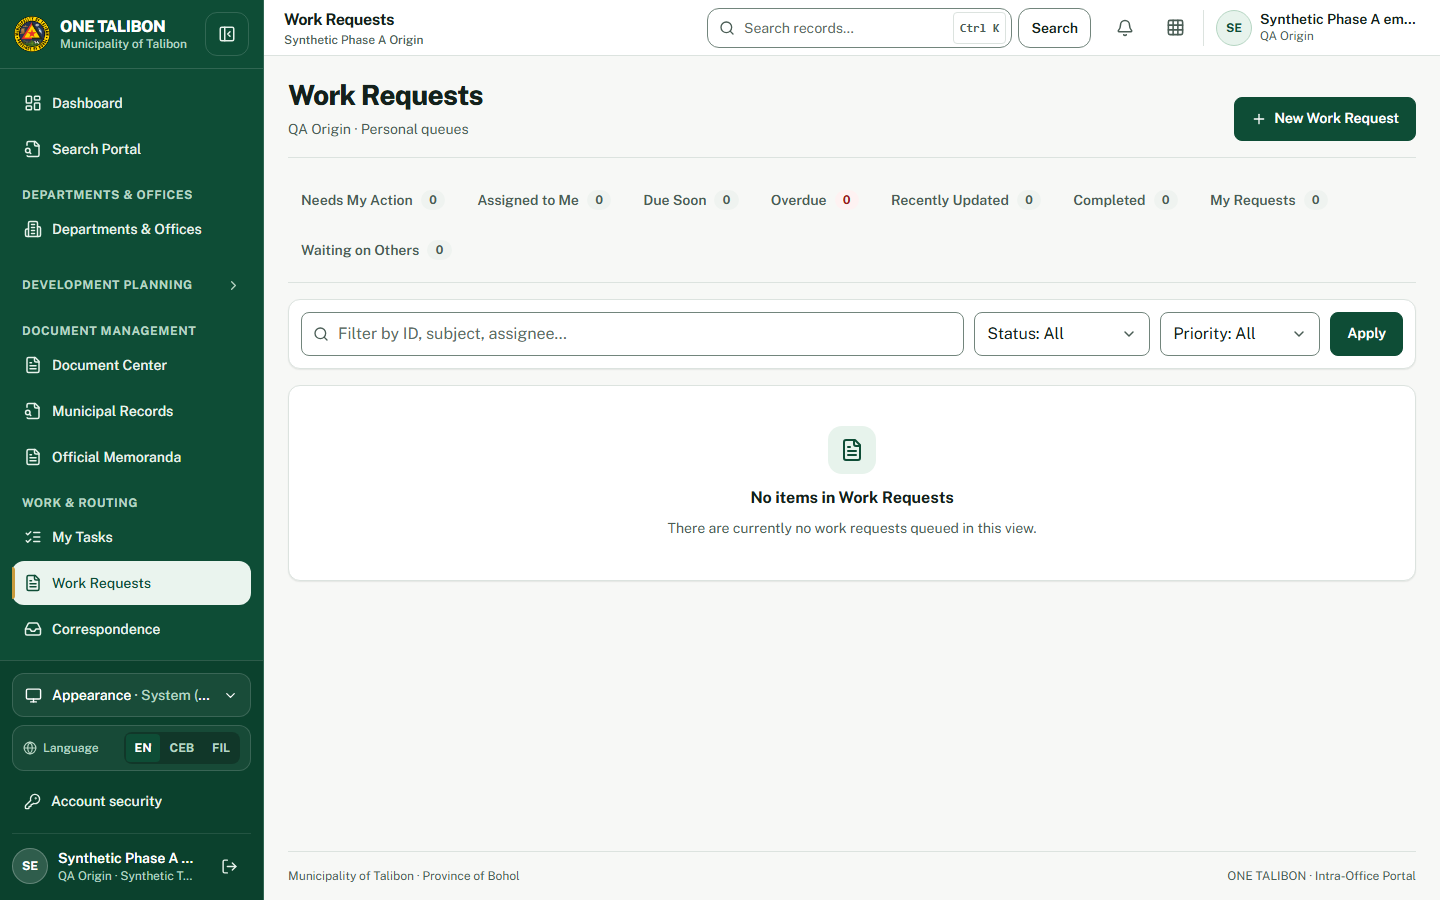 ONE TALIBON
Municipality of Talibon
Dashboard
Search Portal
DEPARTMENTS & OFFICES
Departments & Offices
DEVELOPMENT PLANNING
DOCUMENT MANAGEMENT
Document Center
Municipal Records
Official Memoranda
WORK & ROUTING
My Tasks
Work Requests
Correspondence
Appearance · System (...
Language EN CEB FIL
Account security
SE Synthetic Phase A ...
QA Origin · Synthetic T...
Work Requests
Synthetic Phase A Origin
Search records... Ctrl K Search
SE Synthetic Phase A em...
QA Origin
Work Requests
QA Origin · Personal queues
New Work Request
Needs My Action 0 Assigned to Me 0 Due Soon 0 Overdue 0 Recently Updated 0 Completed 0 My Requests 0
Waiting on Others 0
Filter by ID, subject, assignee... Status: All Priority: All Apply
No items in Work Requests
There are currently no work requests queued in this view.
Municipality of Talibon · Province of Bohol ONE TALIBON · Intra-Office Portal